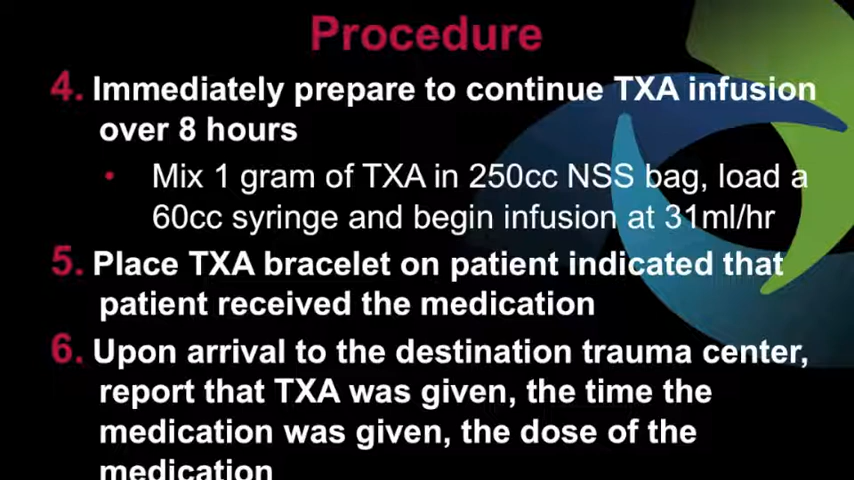 Procedure
4. Immediately prepare to continue TXA infusion
over 8 hours
• Mix 1 gram of TXA in 250cc NSS bag, load a
60cc syringe and begin infusion at 31ml/hr
5. Place TXA bracelet on patient indicated that
patient received the medication
6. Upon arrival to the destination trauma center,
report that TXA was given, the time the
medication was given, the dose of the
medication